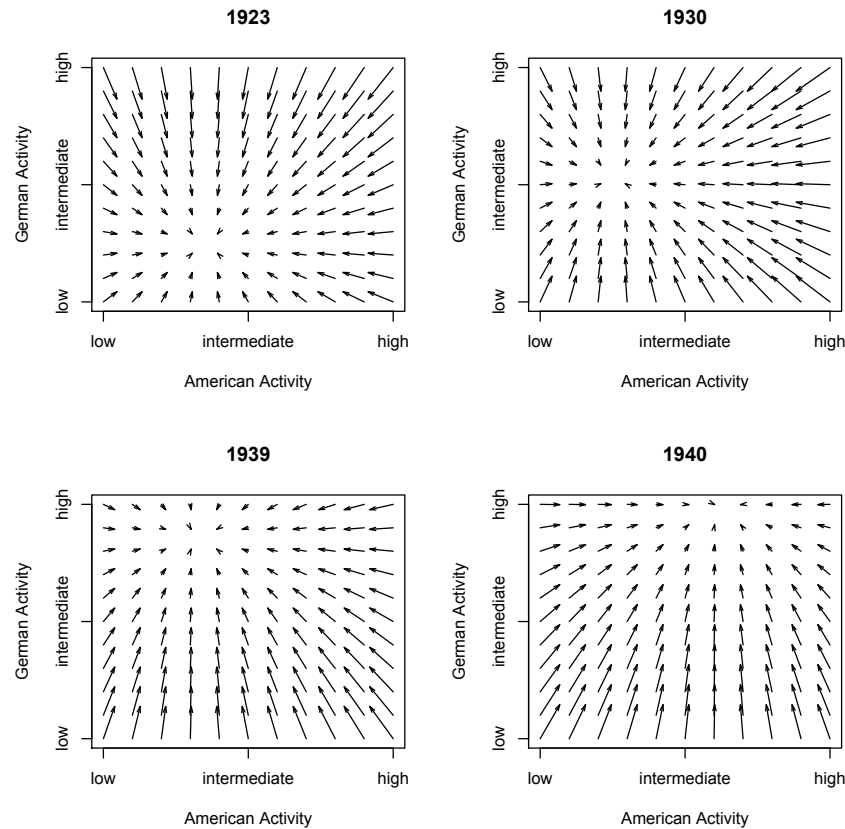 1923
high
intermediate
low
German Activity
low intermediate high
American Activity
1930
high
intermediate
low
German Activity
low intermediate high
American Activity
1939
high
intermediate
low
German Activity
low intermediate high
American Activity
1940
high
intermediate
low
German Activity
low intermediate high
American Activity